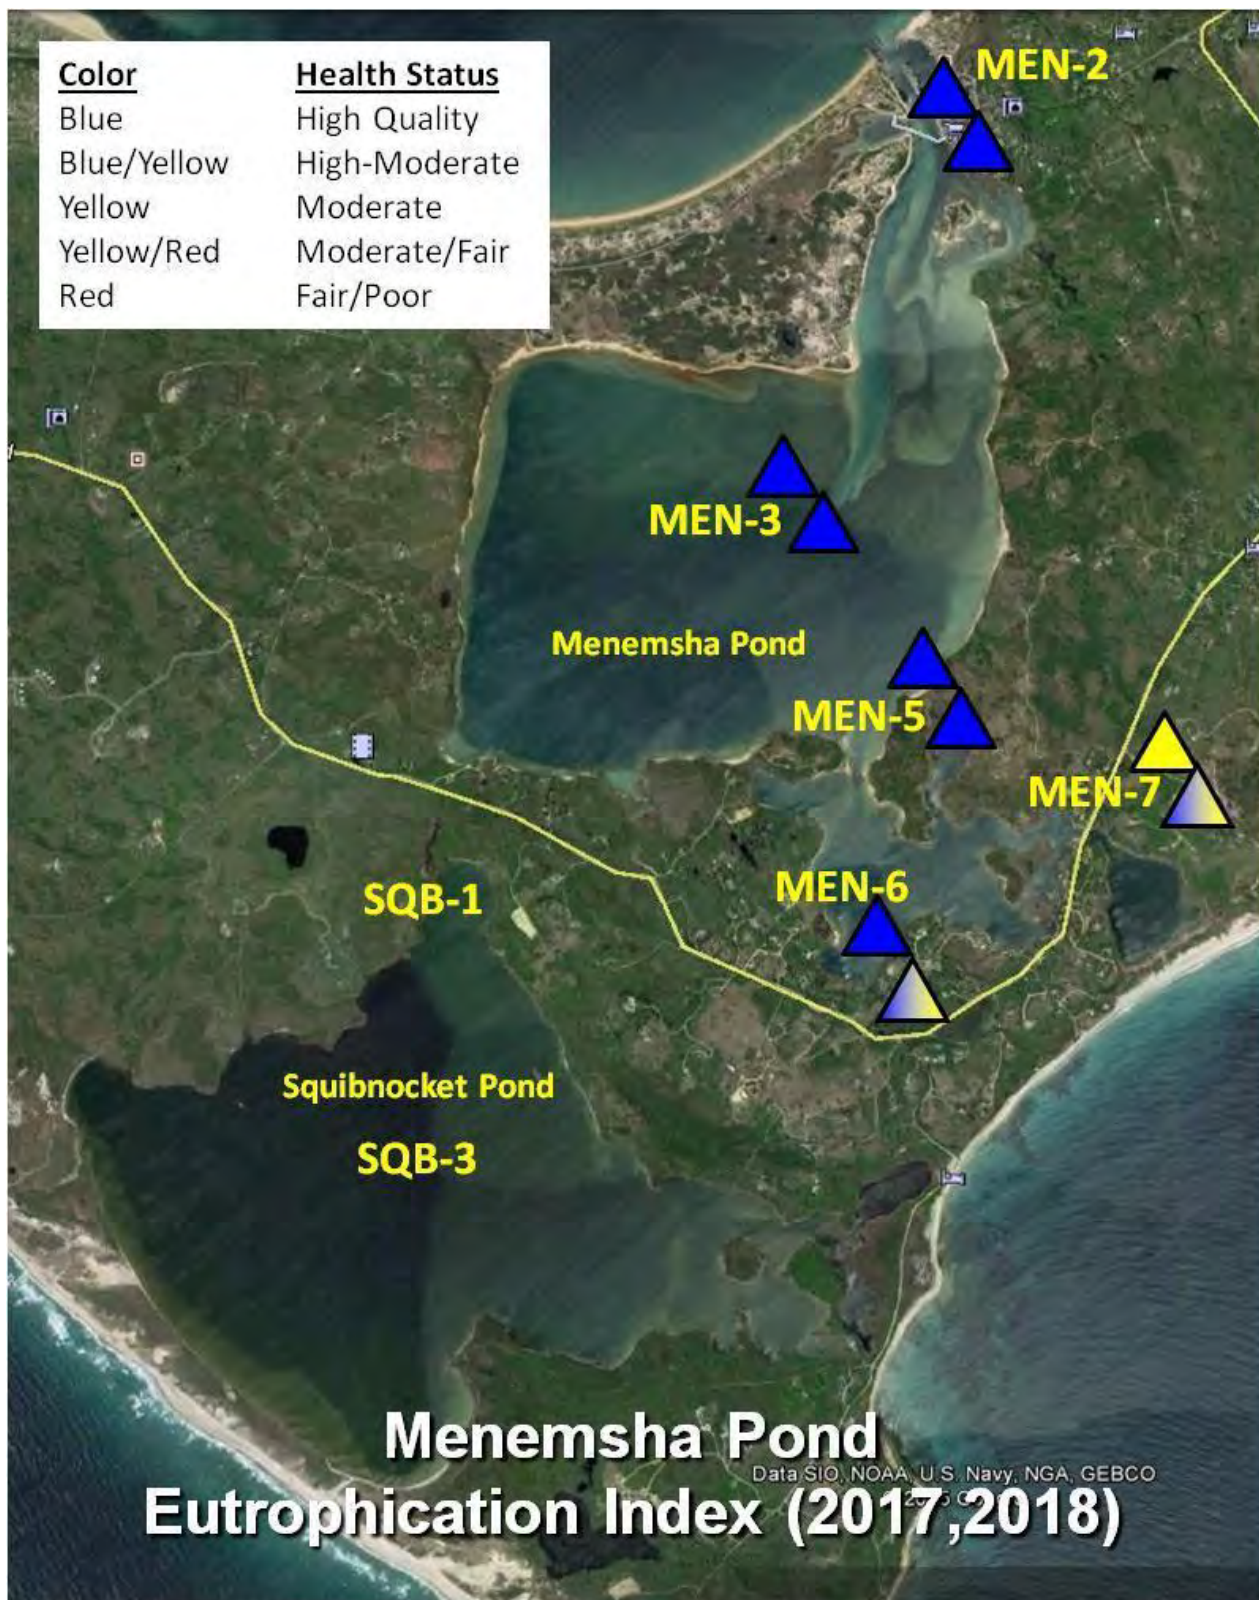 Color Health Status
Blue High Quality
Blue/Yellow High-Moderate
Yellow Moderate
Yellow/Red Moderate/Fair
Red Fair/Poor
MEN-2
MEN-3
Menemsha Pond
MEN-5
MEN-7
MEN-6
SQB-1
Squibnocket Pond
SQB-3
Menemsha Pond
Data SIO, NOAA, U.S. Navy, NGA, GEBCO
Eutrophication Index (2017,2018)